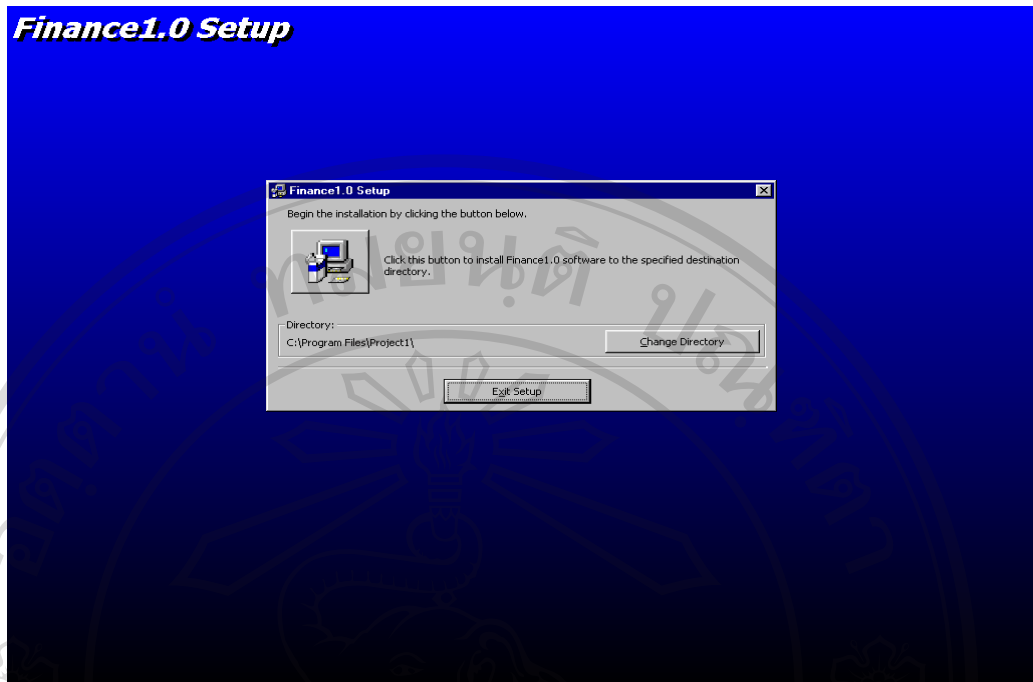 Finance1.0 Setup
Finance1.0 Setup
Begin the installation by clicking the button below.
Click this button to install Finance1.0 software to the specified destination
directory.
Directory:
C:\Program Files\Project1\
Change Directory
Exit Setup